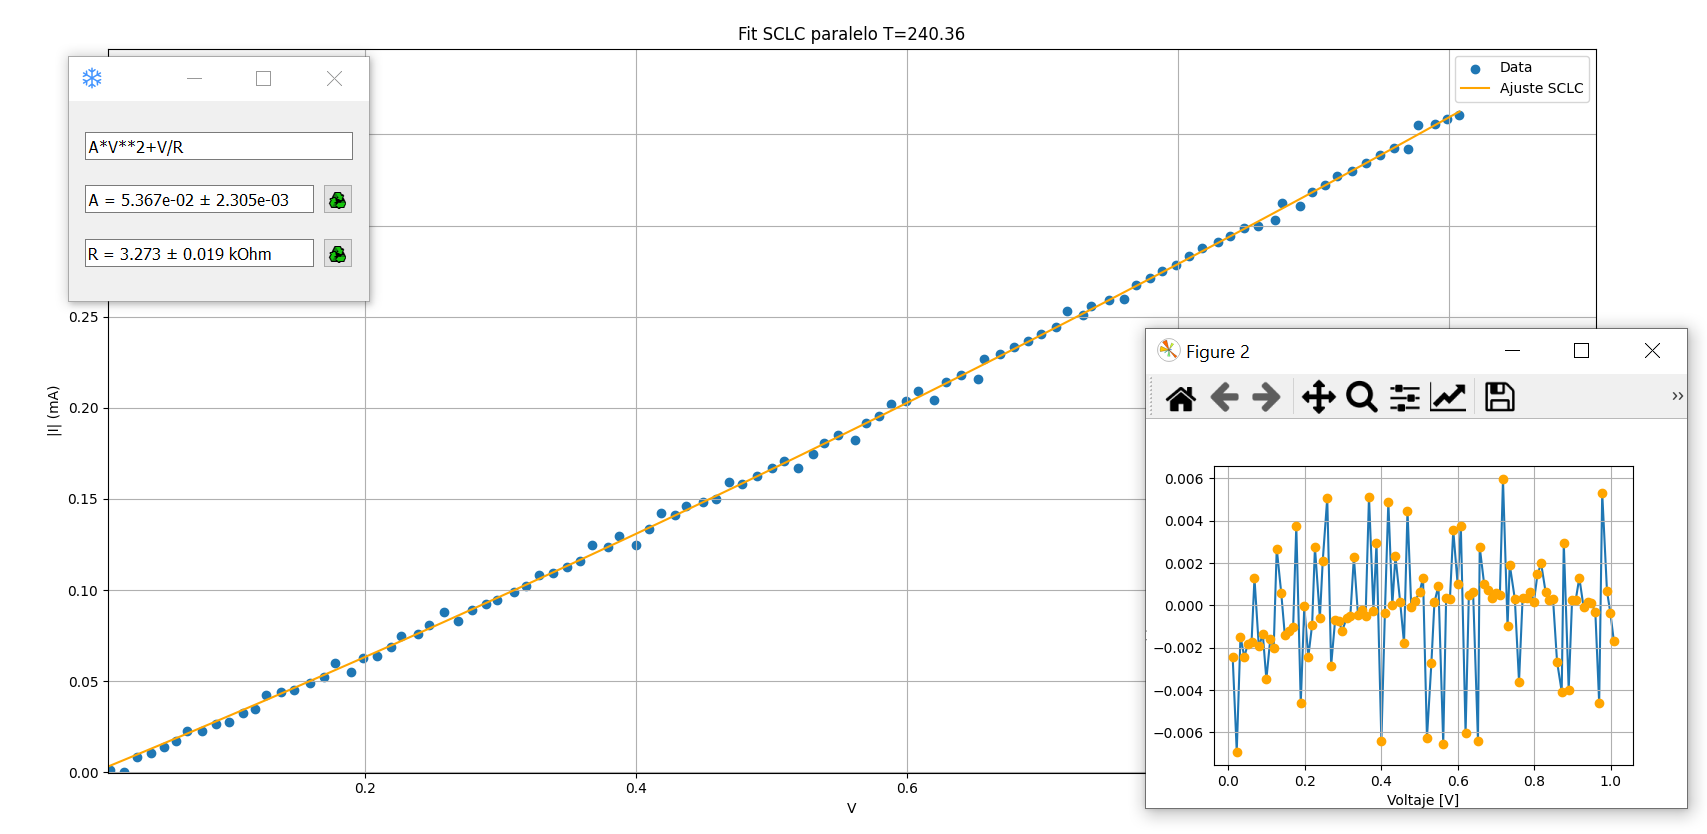 Fit SCLC paralelo T=240.36
Data
Ajuste SCLC
A*V**2+V/R
A = 5.367e-02 ± 2.305e-03
R = 3.273 ± 0.019 kOhm
0.25
0.20
0.15
0.10
0.05
0.00
|I| (mA)
0.2
0.4
0.6
V
Figure 2
»
0.006
0.004
0.002
0.000
−0.002
−0.004
−0.006
0.0
0.2
0.4
0.6
0.8
1.0
Voltaje [V]